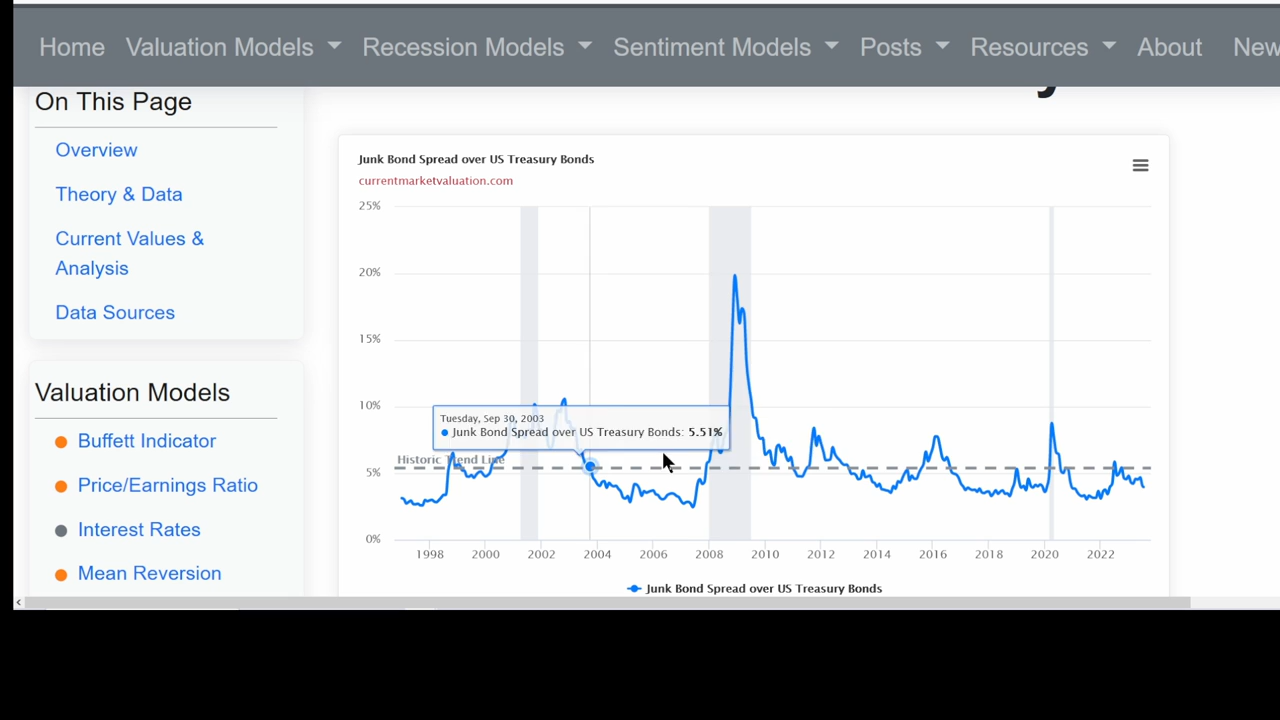 Home Valuation Models Recession Models Sentiment Models Posts Resources About New
On This Page
Overview
Theory & Data
Current Values &
Analysis
Data Sources
Valuation Models
Buffett Indicator
Price/Earnings Ratio
Interest Rates
Mean Reversion
Junk Bond Spread over US Treasury Bonds
currentmarketvaluation.com
25%
20%
15%
10%
5%
0%
Tuesday, Sep 30, 2003
Junk Bond Spread over US Treasury Bonds: 5.51%
Historic Trend Line
1998 2000 2002 2004 2006 2008 2010 2012 2014 2016 2018 2020 2022
Junk Bond Spread over US Treasury Bonds